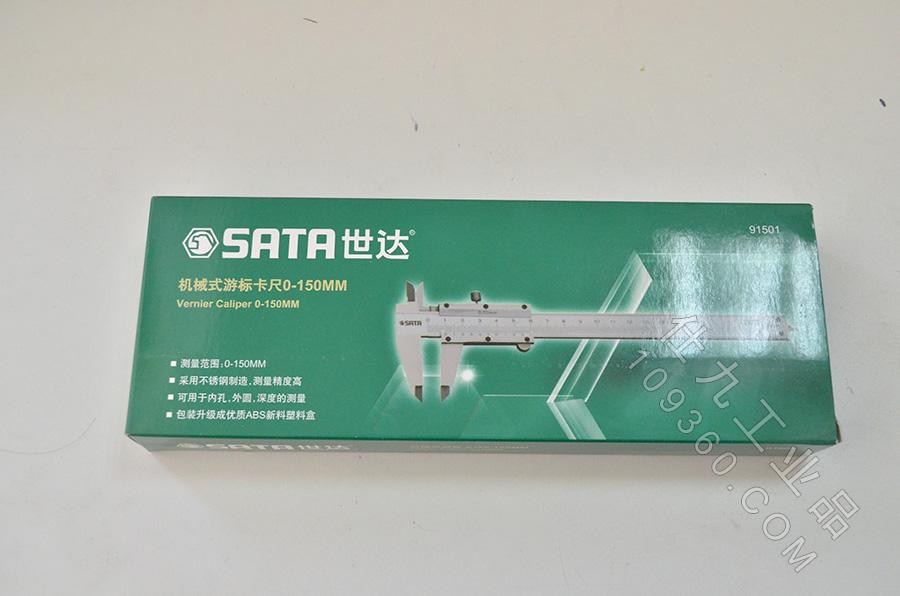 SATA世达®
91501
机械式游标卡尺0-150MM
Vernier Caliper 0-150MM
SATA
■ 测量范围:0-150MM
■ 采用不锈钢制造,测量精度高
■ 可用于内孔,外圆,深度的测量
■ 包装升级成优质ABS新料塑料盒
SATA世达
仕九工业品
109360.COM